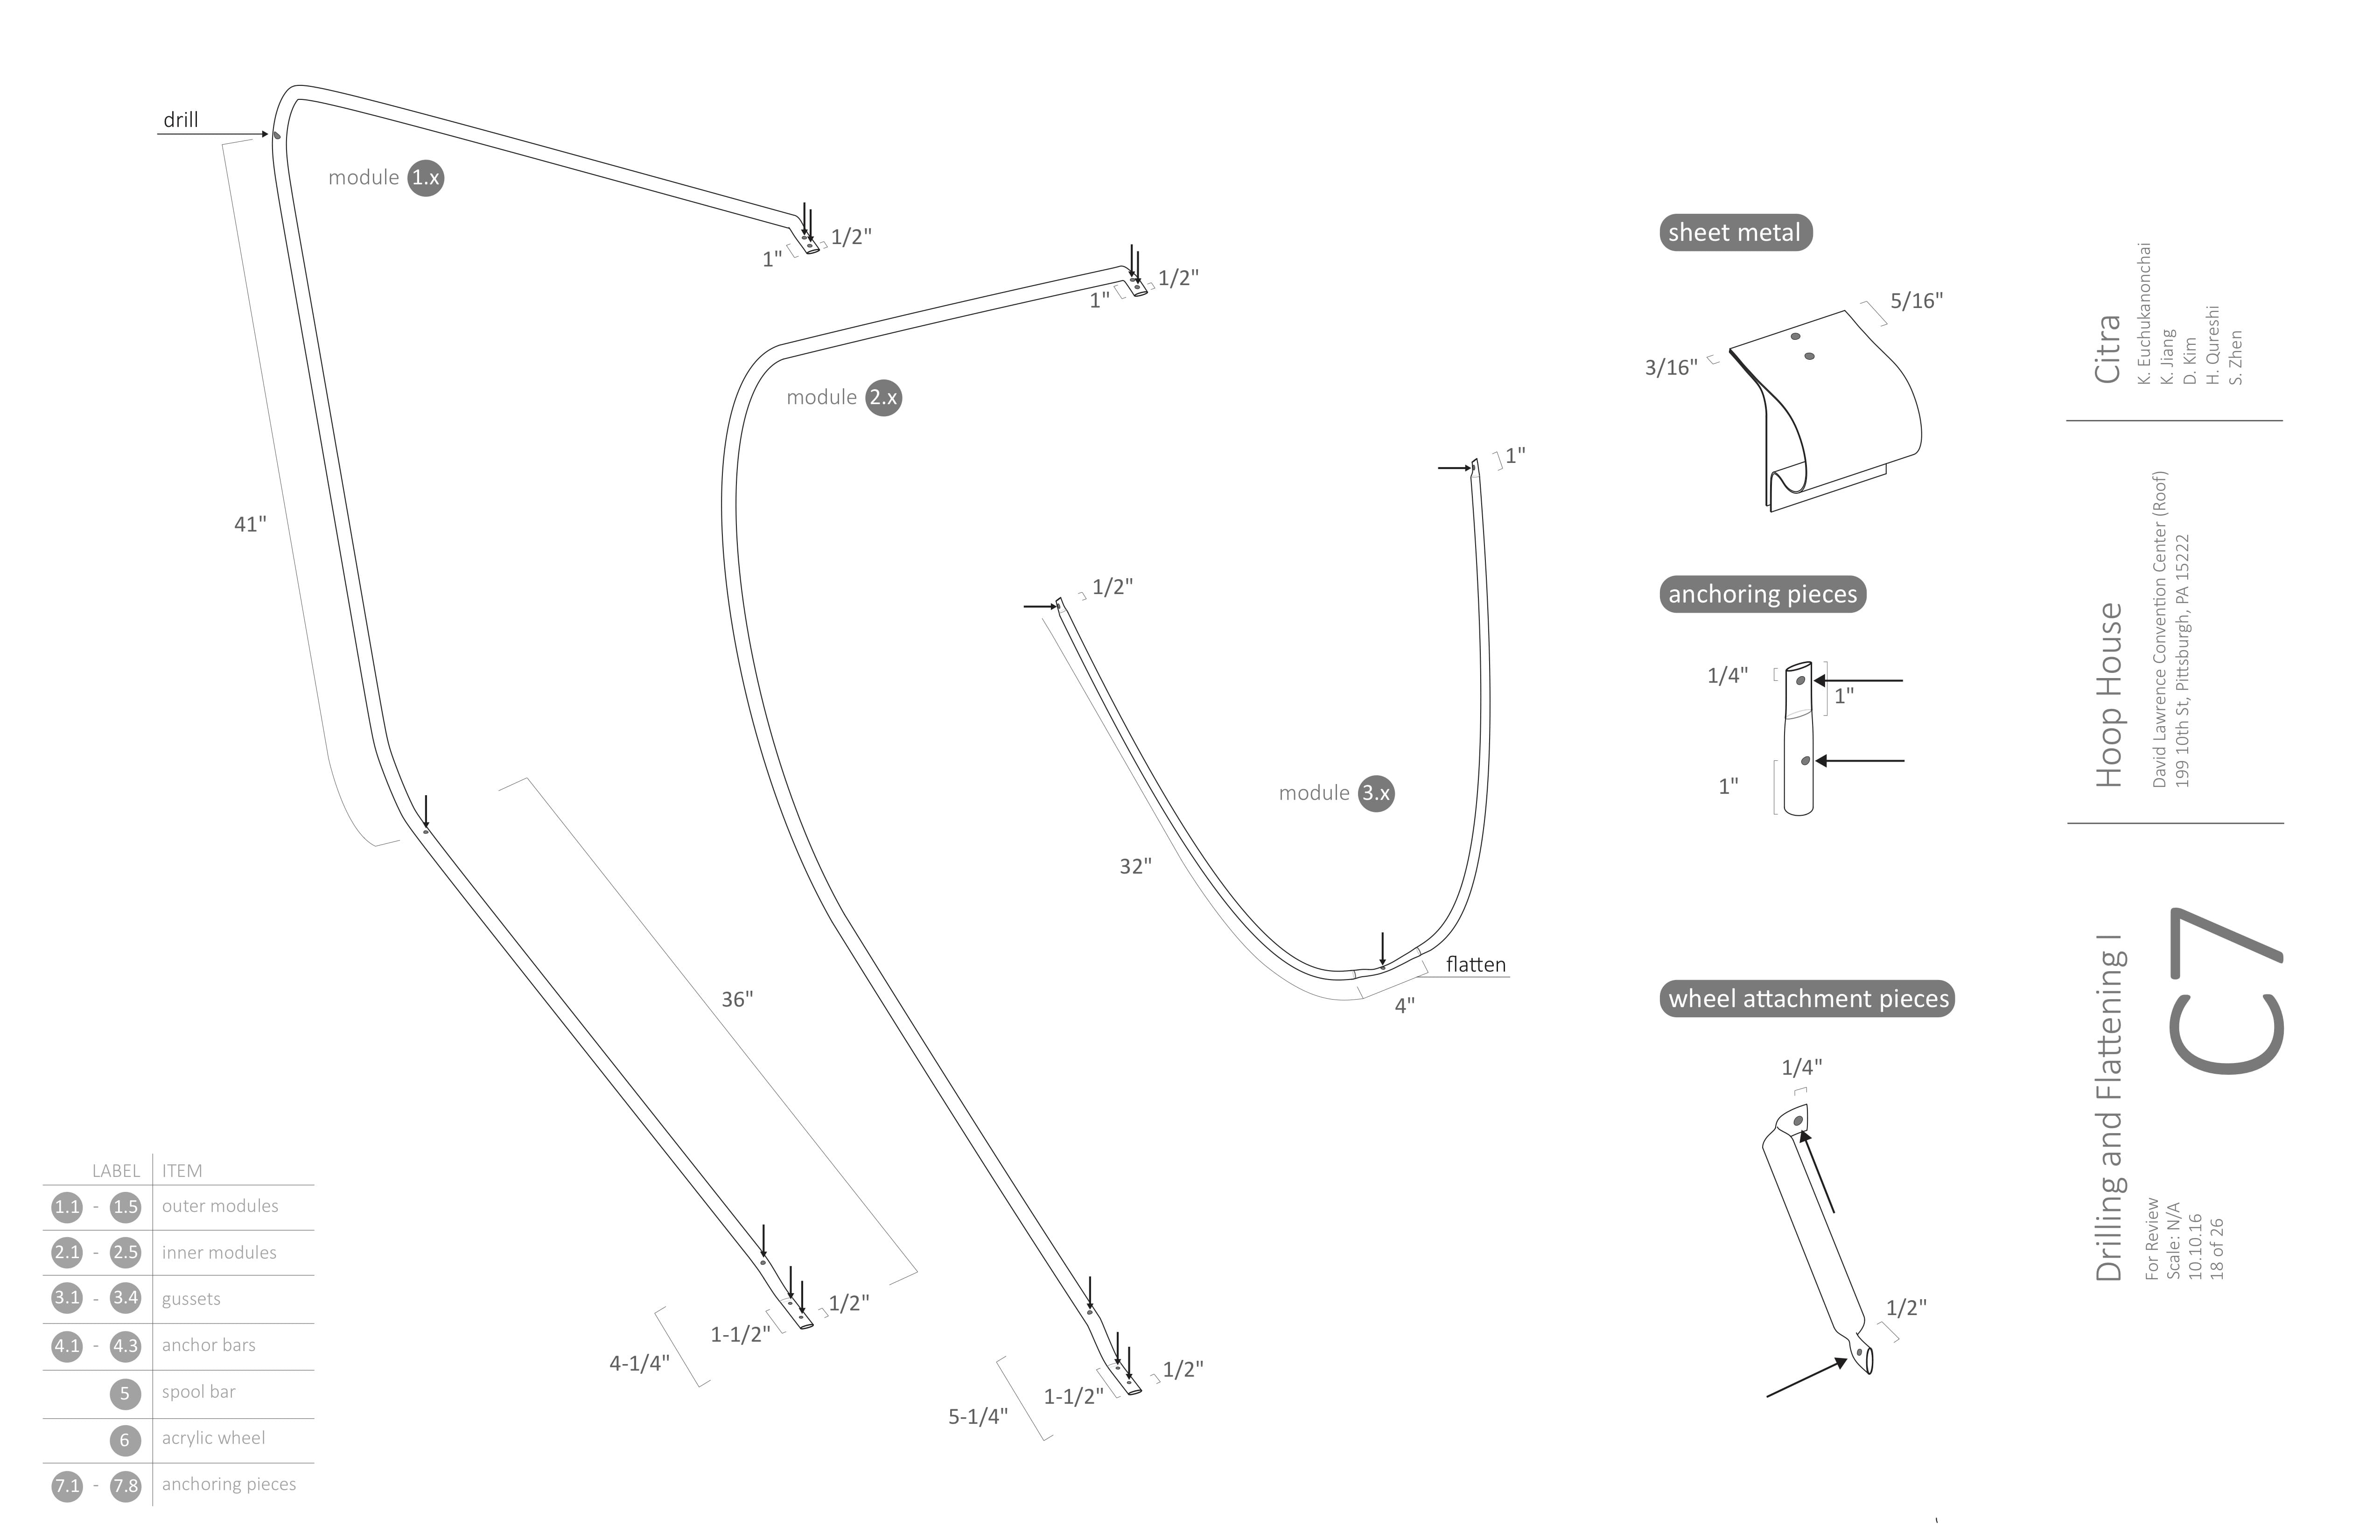 drill
module 1.x
1/2"
1"
41"
36"
1-1/2"
1/2"
4-1/4"
module 2.x
1/2"
1"
1-1/2"
1/2"
5-1/4"
module 3.x
1"
1/2"
32"
flatten
4"
sheet metal
5/16"
3/16"
anchoring pieces
1/4"
1"
1"
wheel attachment pieces
1/4"
1/2"
LABEL ITEM
1.1 - 1.5 outer modules
2.1 - 2.5 inner modules
3.1 - 3.4 gussets
4.1 - 4.3 anchor bars
5 spool bar
6 acrylic wheel
7.1 - 7.8 anchoring pieces
Citra
K. Euchukanonchai
K. Jiang
D. Kim
H. Qureshi
S. Zhen
Hoop House
David Lawrence Convention Center (Roof)
199 10th St, Pittsburgh, PA 15222
Drilling and Flattening I
For Review
Scale: N/A
10.10.16
18 of 26
C7